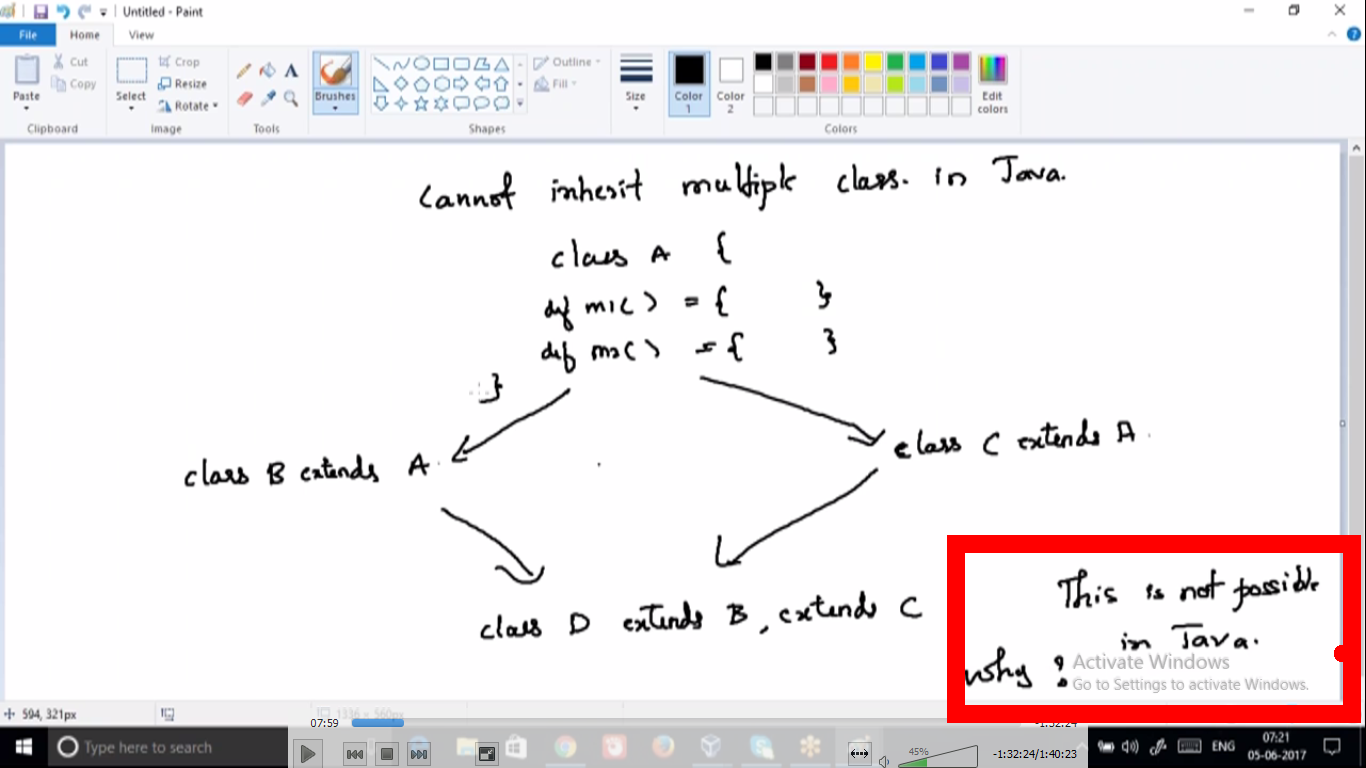 Untitled - Paint
File Home View
Paste
Cut
Copy
Clipboard
Select
Crop
Resize
Rotate
Image
Tools
Brushes
Shapes
Outline
Fill
Size
Color 1
Color 2
Edit colors
Colors
Cannot inherit multiple class. in Java.
class A {
def m1( ) = { }
def m2( ) = { }
}
class B extends A.
class C extends A.
class D extends B, extends C
This is not possible
in Java.
why ?
Activate Windows
Go to Settings to activate Windows.
594, 321px
1336 × 560px
07:59
-1:32:24
Type here to search
45%
-1:32:24/1:40:23
ENG
07:21
05-06-2017